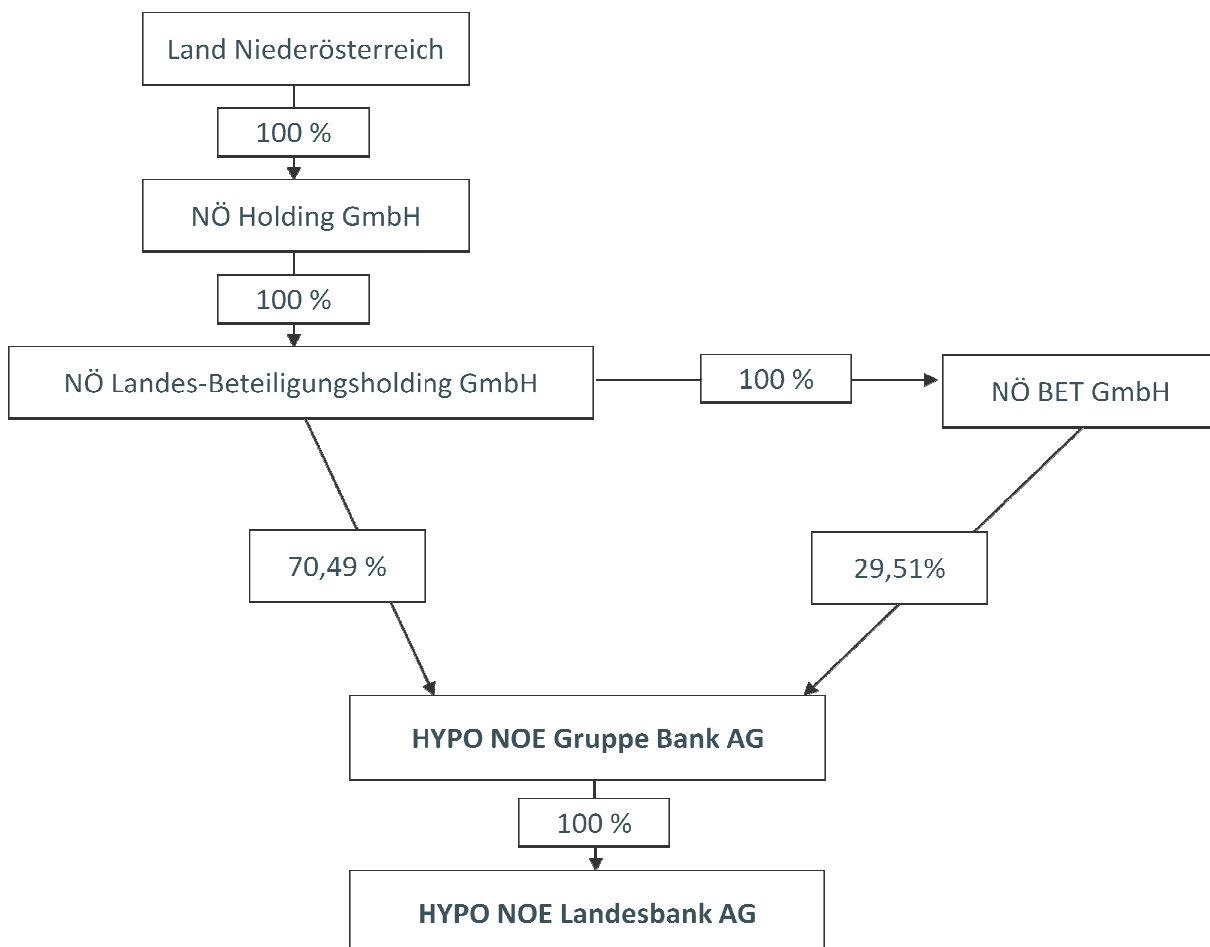 Land Niederösterreich
100 %
NÖ Holding GmbH
100 %
NÖ Landes-Beteiligungsholding GmbH
100 %
NÖ BET GmbH
70,49 %
29,51%
HYPO NOE Gruppe Bank AG
100 %
HYPO NOE Landesbank AG